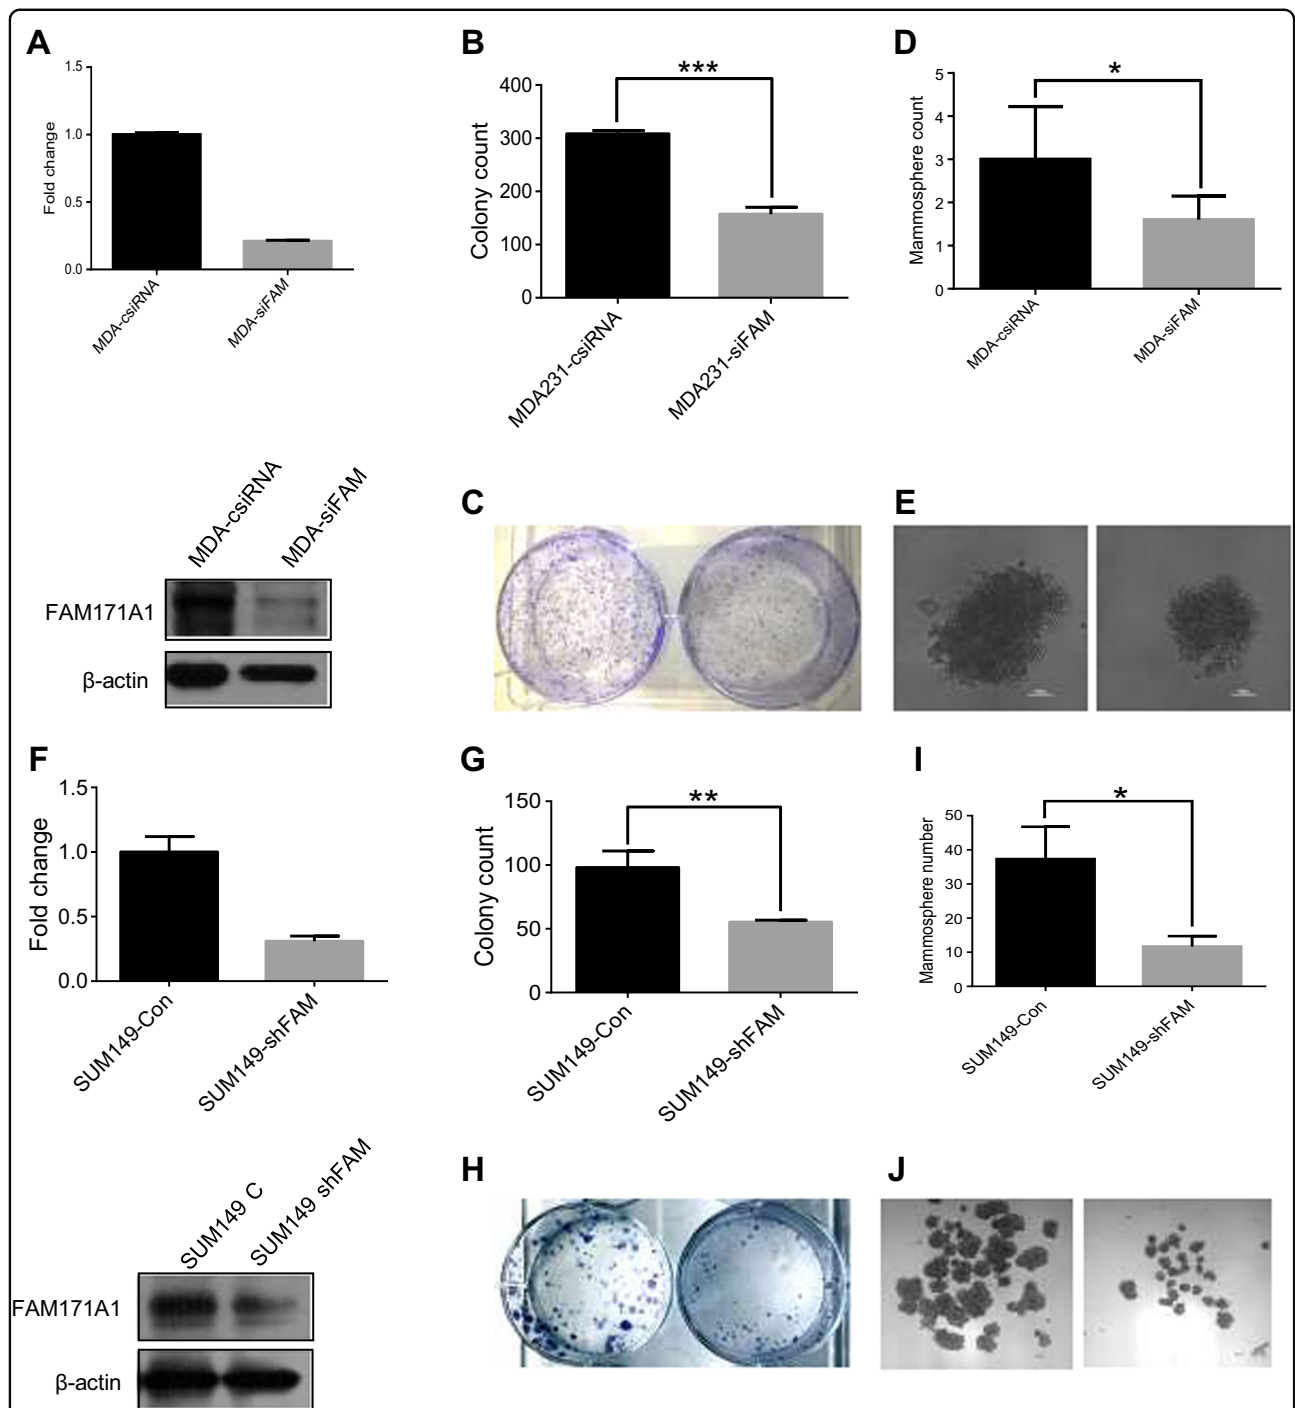 A
1.5
1.0
0.5
0.0
Fold change
MDA-csiRNA
MDA-siFAM
MDA-csiRNA
MDA-siFAM
FAM171A1
β-actin
B
400
300
200
100
0
Colony count
***
MDA231-csiRNA
MDA231-siFAM
D
5
4
3
2
1
0
Mammosphere count
*
MDA-csiRNA
MDA-siFAM
C
E
F
1.5
1.0
0.5
0.0
Fold change
SUM149-Con
SUM149-shFAM
SUM149 C
SUM149 shFAM
FAM171A1
β-actin
G
150
100
50
0
Colony count
**
SUM149-Con
SUM149-shFAM
I
50
40
30
20
10
0
Mammosphere number
*
SUM149-Con
SUM149-shFAM
H
J